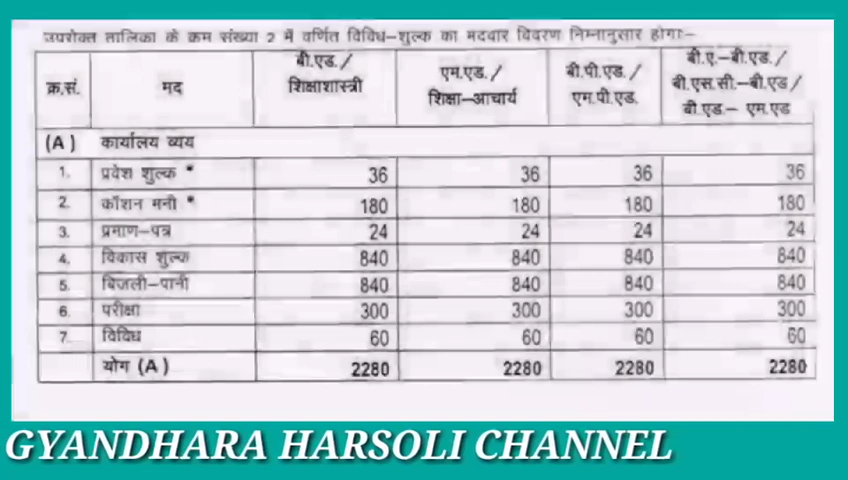 उपरोक्त तालिका के कम संख्या 2 में वर्णित विविध–शुल्क का मदवार विवरण निम्नानुसार होगाः–
क्र.सं. मद बी.एड. / शिक्षाशास्त्री एम.एड. / शिक्षा–आचार्य बी.पी.एड. / एम.पी.एड. बी.ए.–बी.एड. / बी.एस.सी.–बी.एड / बी.एड– एम.एड
(A) कार्यालय व्यय
1. प्रवेश शुल्क * 36 36 36 36
2. कॉशन मनी * 180 180 180 180
3. प्रमाण–पत्र 24 24 24 24
4. विकास शुल्क 840 840 840 840
5. बिजली–पानी 840 840 840 840
6. परीक्षा 300 300 300 300
7. विविध 60 60 60 60
योग (A) 2280 2280 2280 2280
GYANDHARA HARSOLI CHANNEL